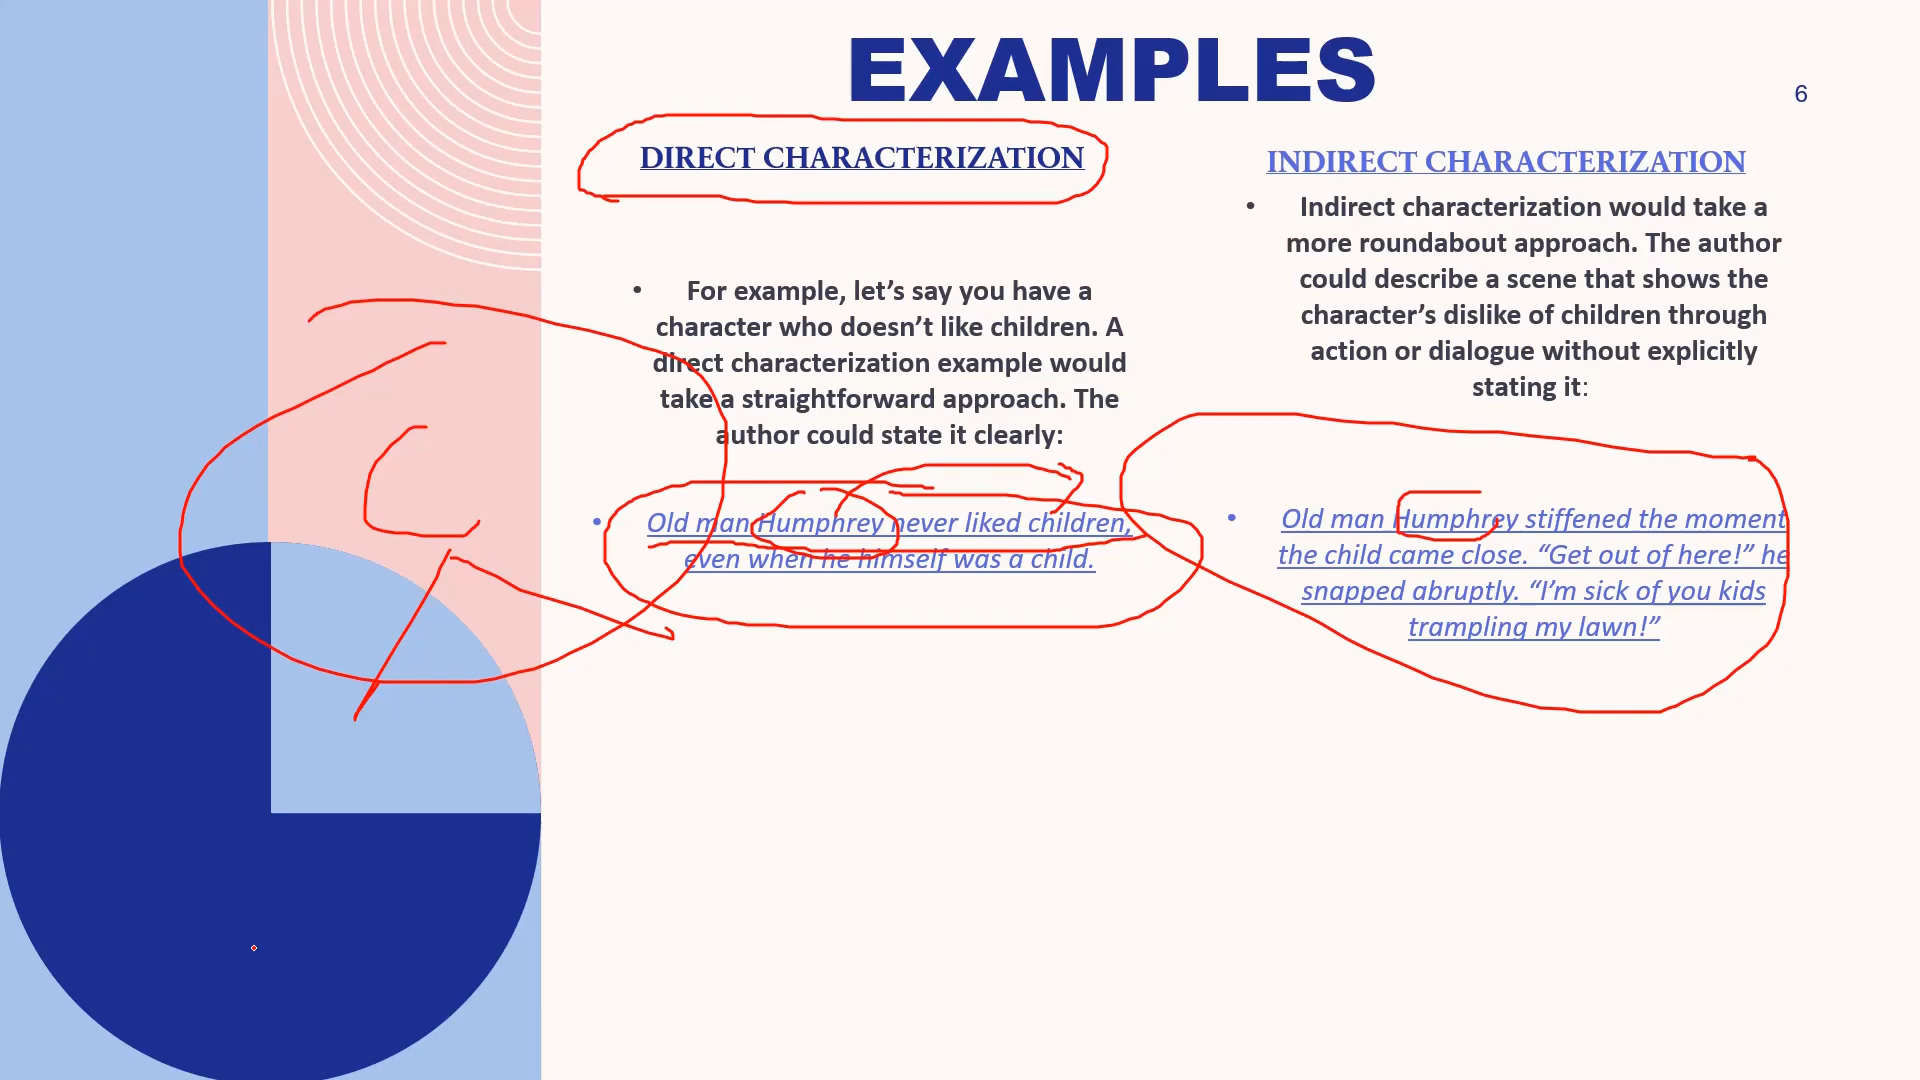 EXAMPLES
6
DIRECT CHARACTERIZATION
• For example, let’s say you have a
character who doesn’t like children. A
direct characterization example would
take a straightforward approach. The
author could state it clearly:
• Old man Humphrey never liked children,
even when he himself was a child.
INDIRECT CHARACTERIZATION
• Indirect characterization would take a
more roundabout approach. The author
could describe a scene that shows the
character’s dislike of children through
action or dialogue without explicitly
stating it:
• Old man Humphrey stiffened the moment
the child came close. “Get out of here!” he
snapped abruptly. “I’m sick of you kids
trampling my lawn!”